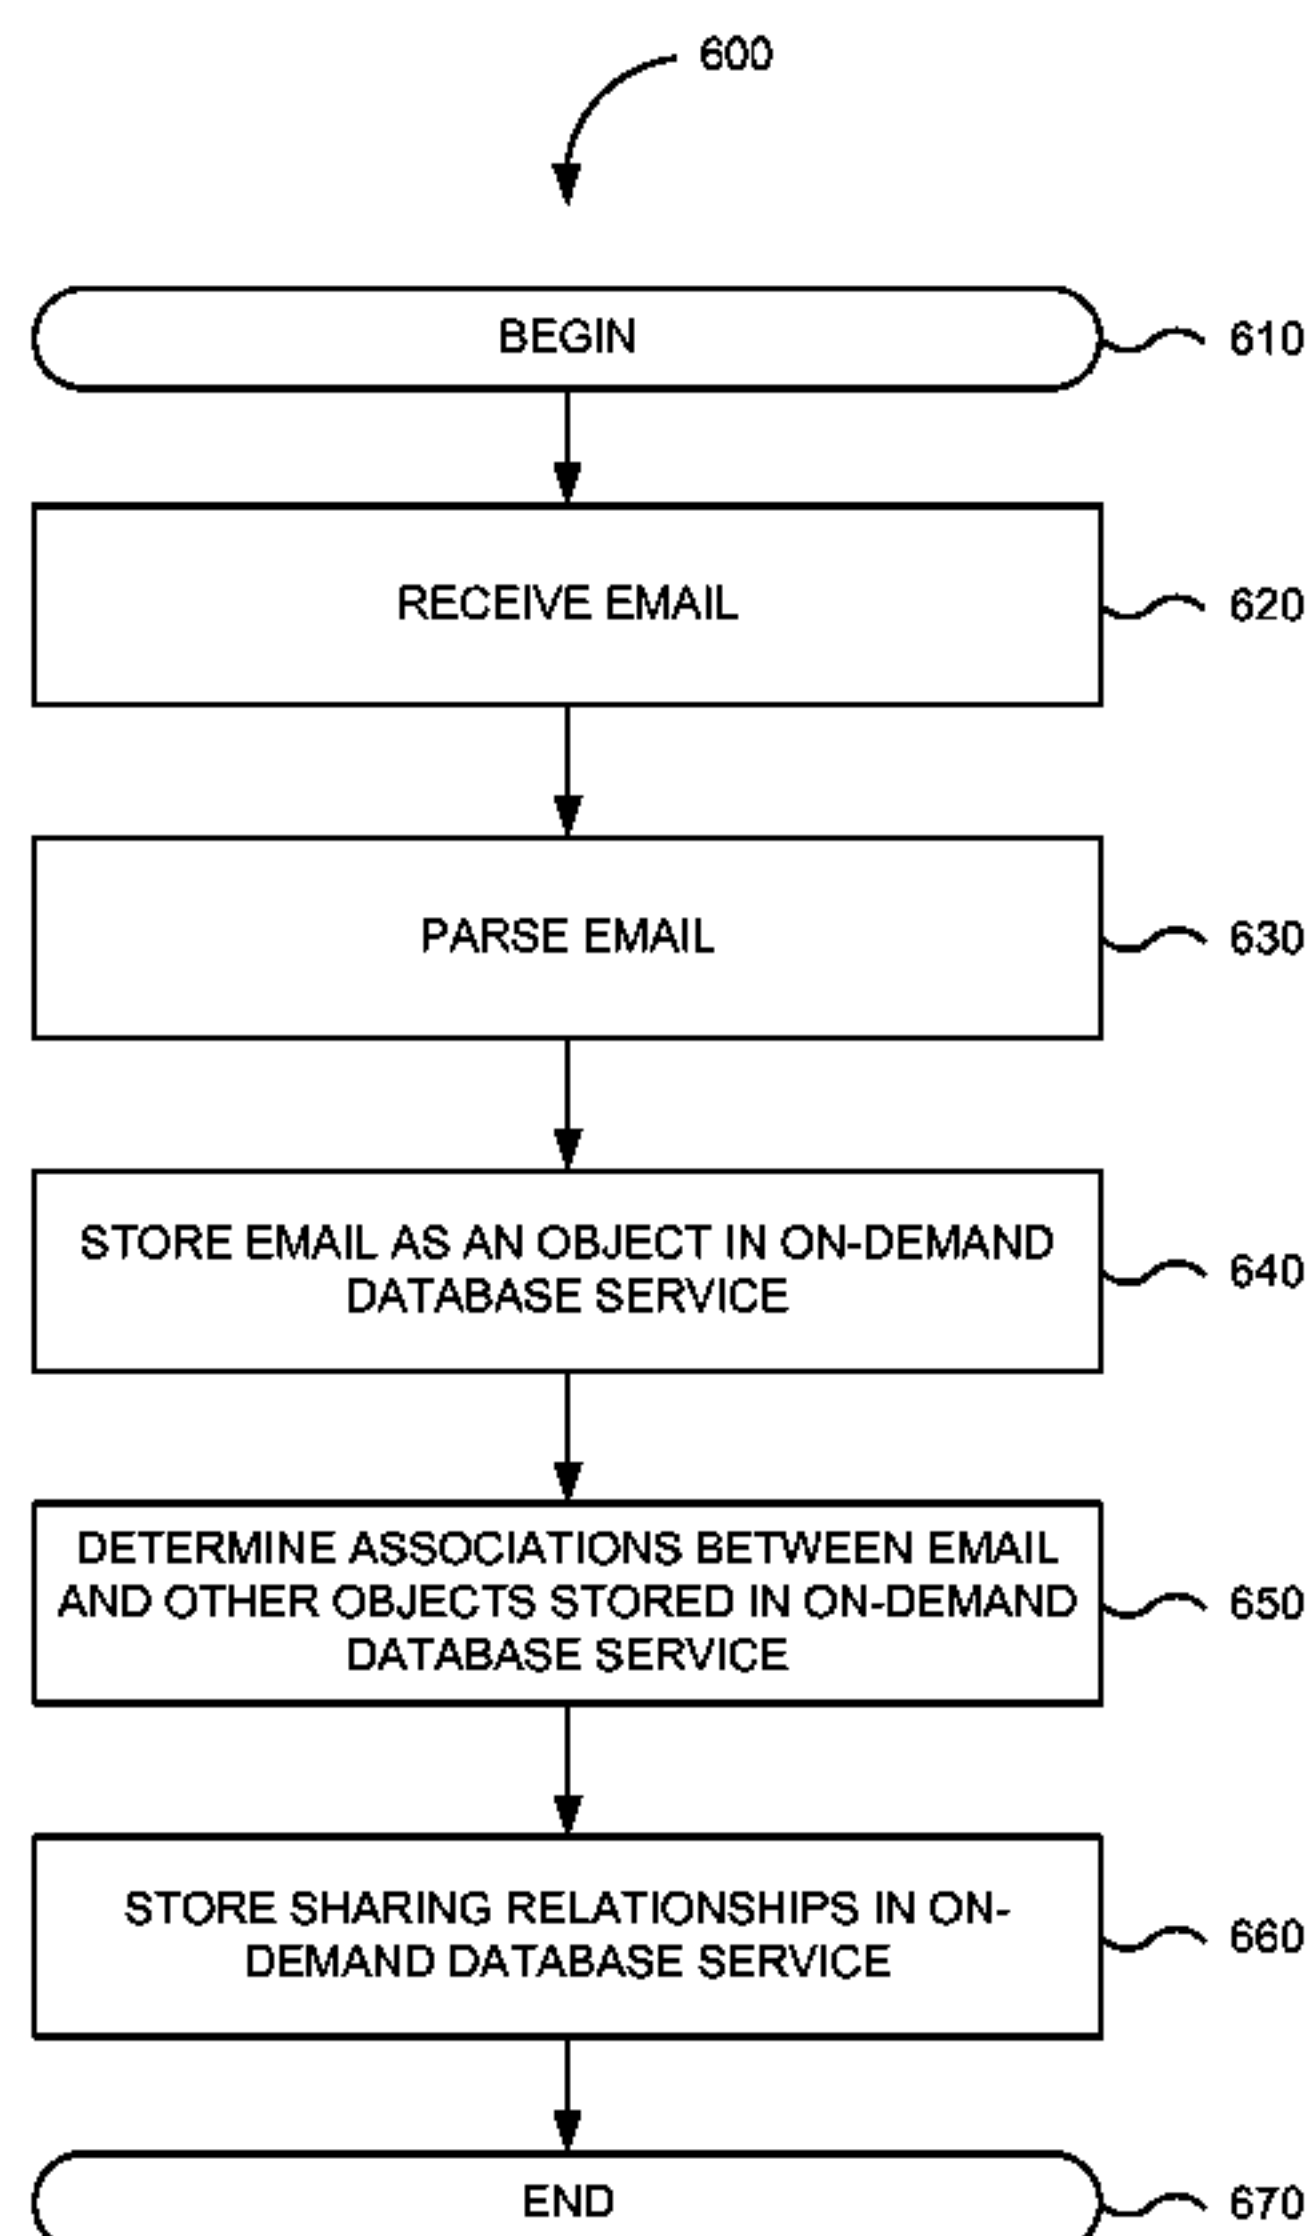 600
BEGIN
610
RECEIVE EMAIL
620
PARSE EMAIL
630
STORE EMAIL AS AN OBJECT IN ON-DEMAND
DATABASE SERVICE
640
DETERMINE ASSOCIATIONS BETWEEN EMAIL
AND OTHER OBJECTS STORED IN ON-DEMAND
DATABASE SERVICE
650
STORE SHARING RELATIONSHIPS IN ON-
DEMAND DATABASE SERVICE
660
END
670